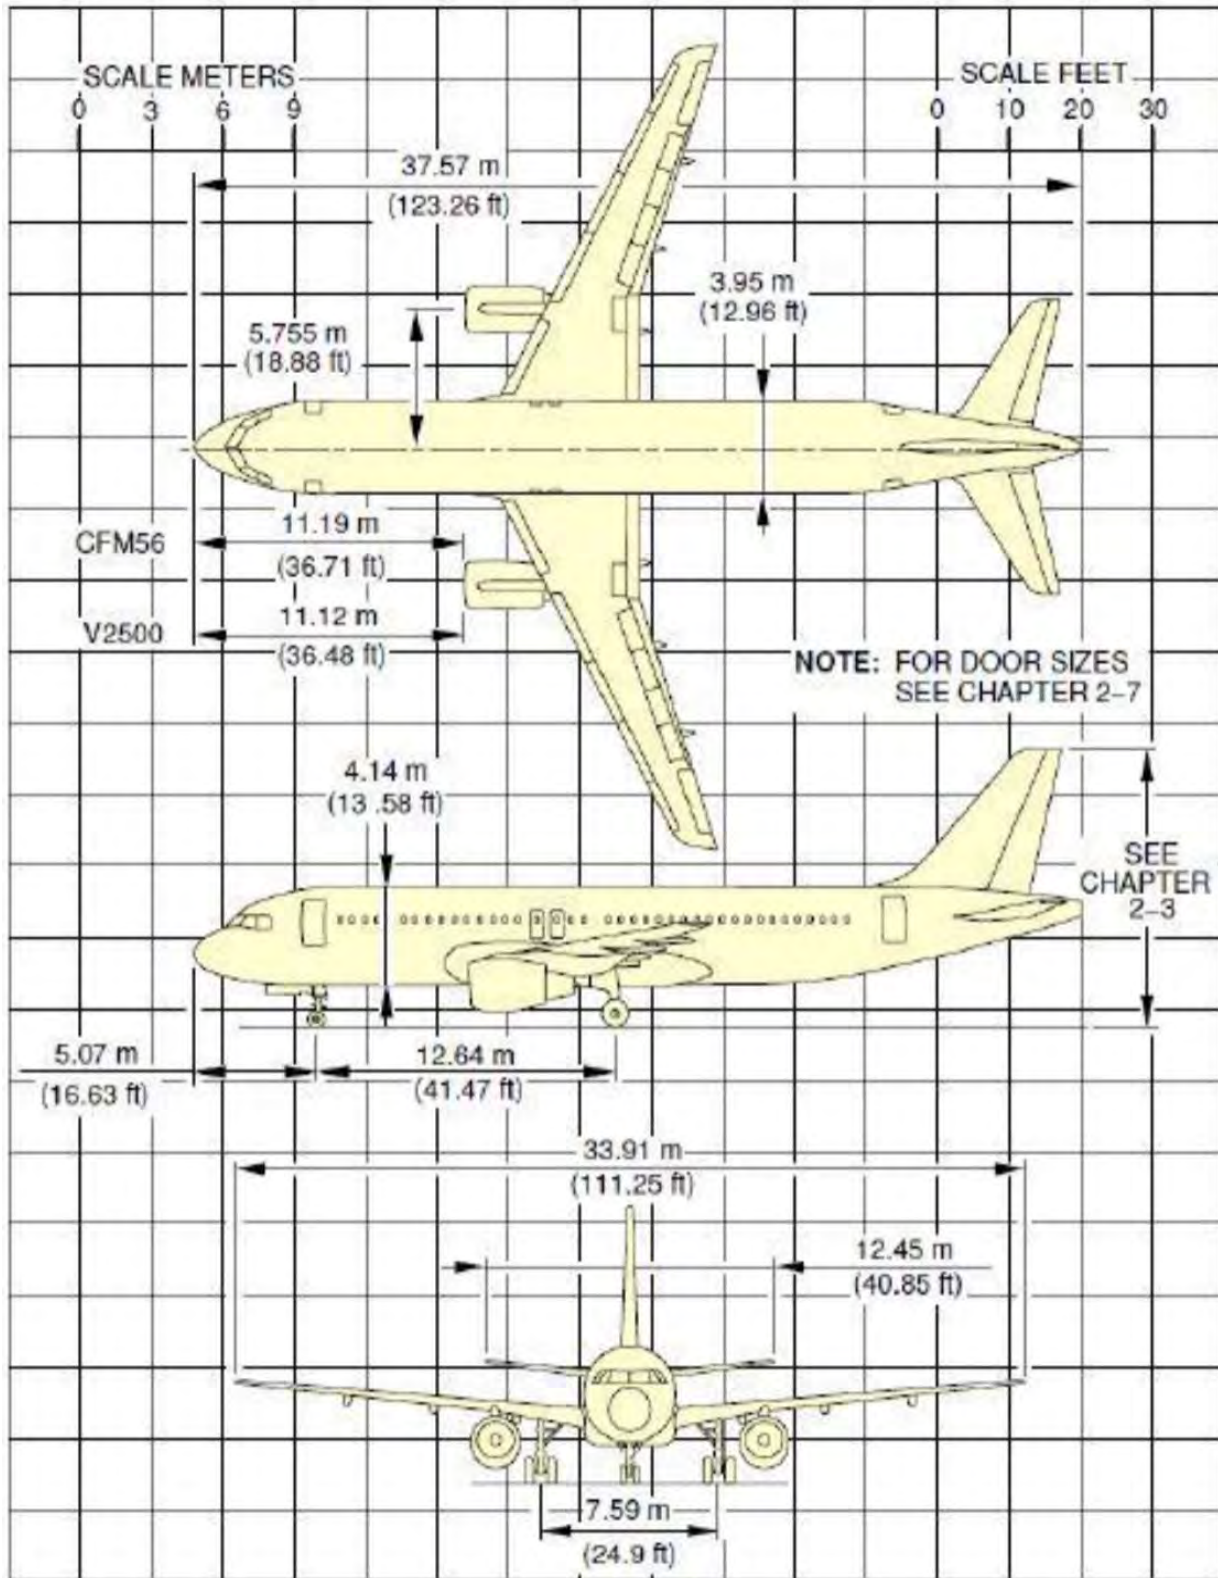 SCALE METERS
0 3 6 9
SCALE FEET
0 10 20 30
37.57 m
(123.26 ft)
3.95 m
(12.96 ft)
5.755 m
(18.88 ft)
CFM56
11.19 m
(36.71 ft)
V2500
11.12 m
(36.48 ft)
NOTE: FOR DOOR SIZES
SEE CHAPTER 2-7
4.14 m
(13 .58 ft)
SEE
CHAPTER
2-3
5.07 m
(16.63 ft)
12.64 m
(41.47 ft)
33.91 m
(111.25 ft)
12.45 m
(40.85 ft)
7.59 m
(24.9 ft)